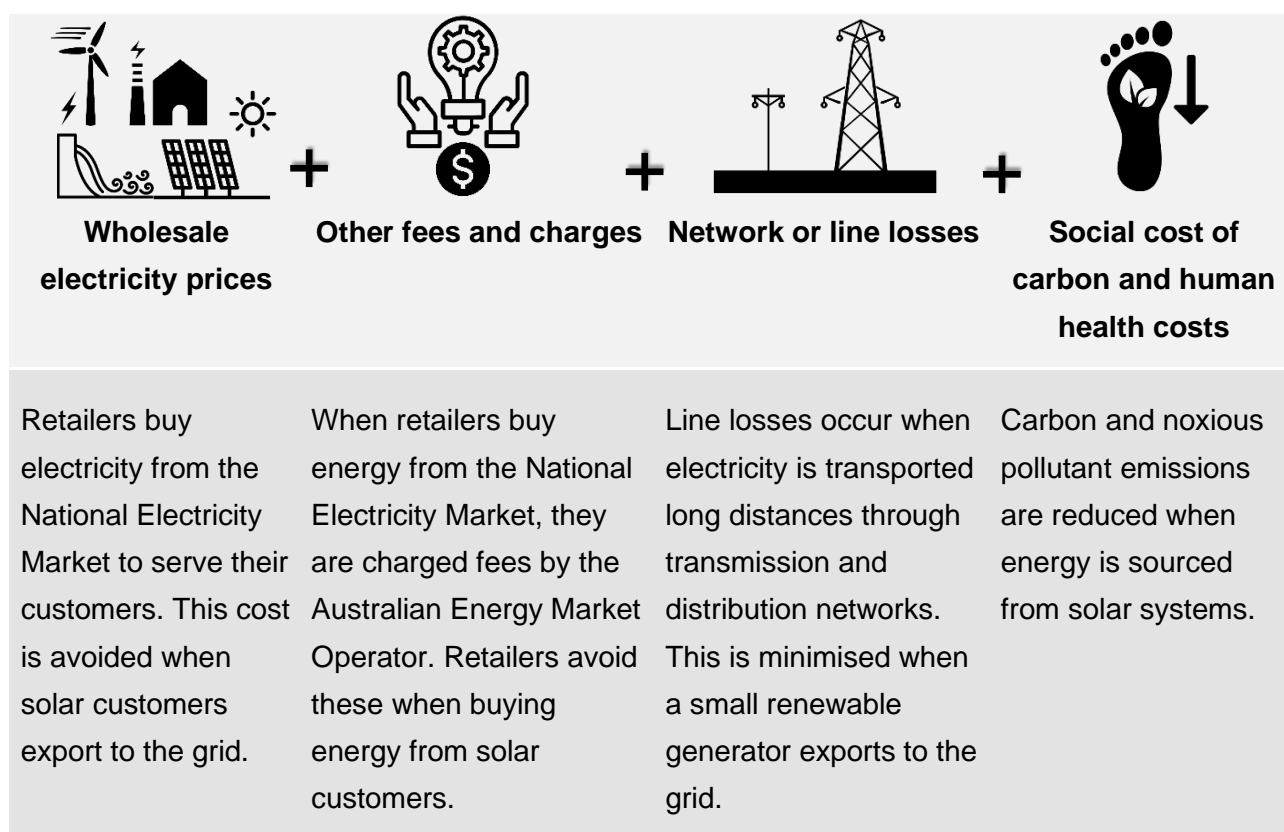 Wholesale
electricity prices
Other fees and charges
Network or line losses
Social cost of
carbon and human
health costs
Retailers buy
electricity from the
National Electricity
Market to serve their
customers. This cost
is avoided when
solar customers
export to the grid.
When retailers buy
energy from the National
Electricity Market, they
are charged fees by the
Australian Energy Market
Operator. Retailers avoid
these when buying
energy from solar
customers.
Line losses occur when
electricity is transported
long distances through
transmission and
distribution networks.
This is minimised when
a small renewable
generator exports to the
grid.
Carbon and noxious
pollutant emissions
are reduced when
energy is sourced
from solar systems.